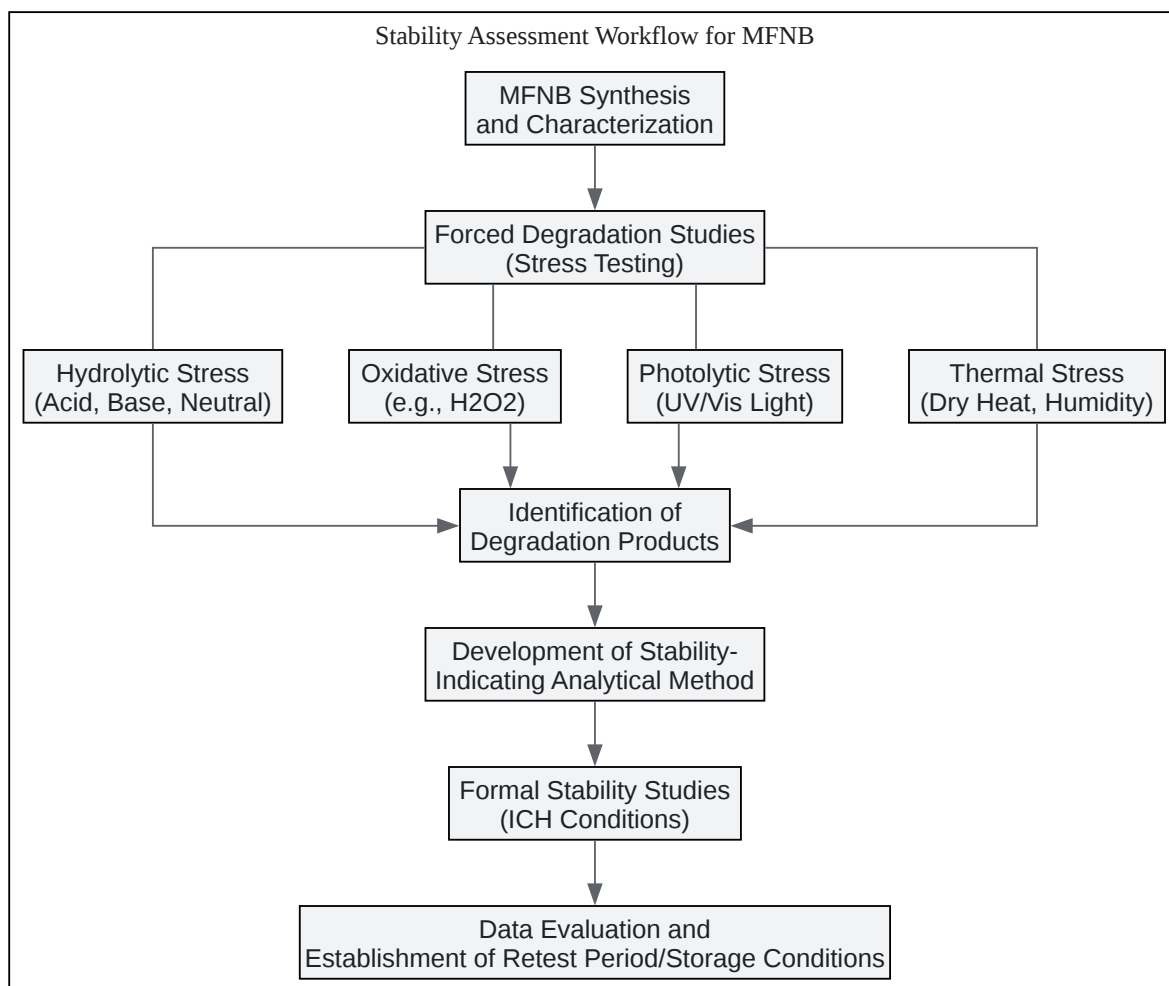 Stability Assessment Workflow for MFNB
MFNB Synthesis
and Characterization
Forced Degradation Studies
(Stress Testing)
Hydrolytic Stress
(Acid, Base, Neutral)
Oxidative Stress
(e.g., H2O2)
Photolytic Stress
(UV/Vis Light)
Thermal Stress
(Dry Heat, Humidity)
Identification of
Degradation Products
Development of Stability-
Indicating Analytical Method
Formal Stability Studies
(ICH Conditions)
Data Evaluation and
Establishment of Retest Period/Storage Conditions